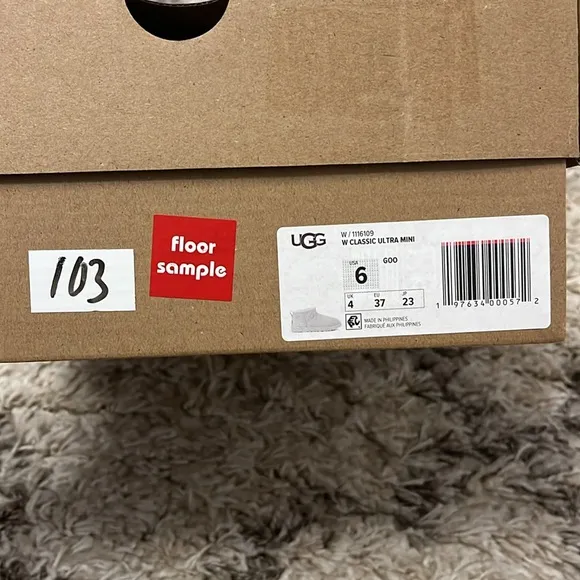 103
floor
sample
UGG
W / 1116109
W CLASSIC ULTRA MINI
USA
6
GOO
UK
4
EU
37
JP
23
MADE IN PHILIPPINES
FABRIQUÉ AUX PHILIPPINES
1 97634 00057 2